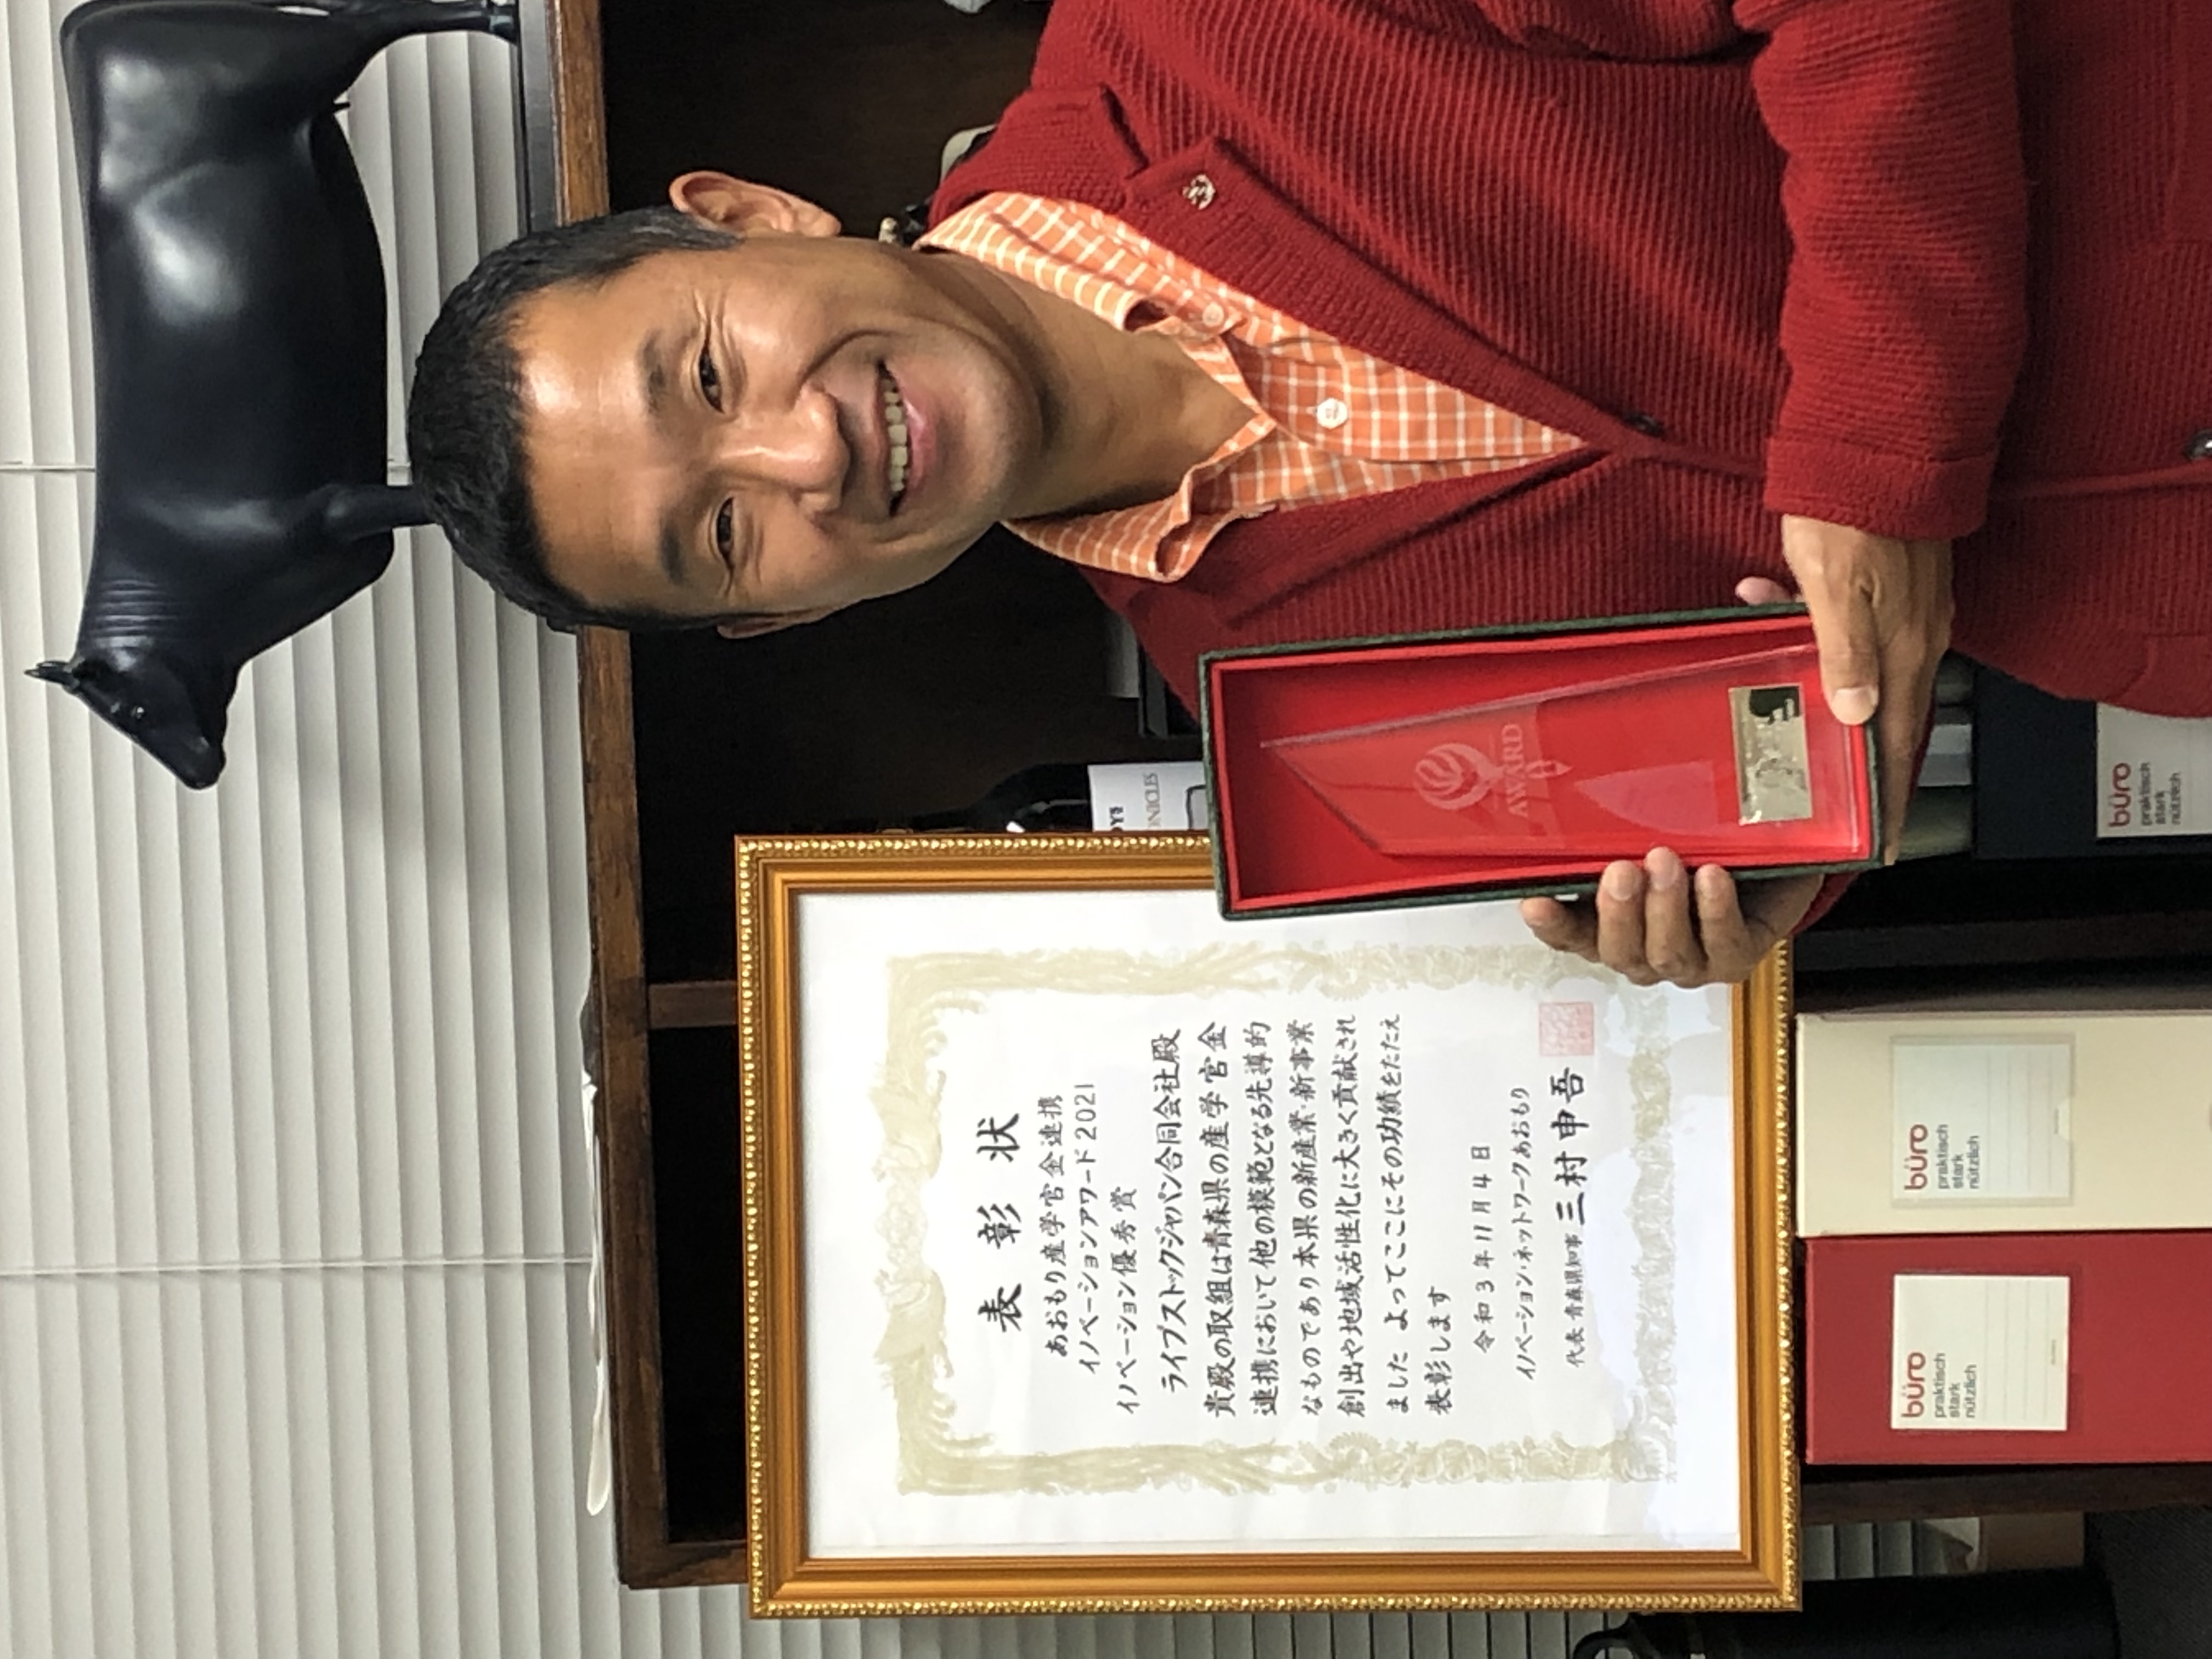 表彰状
あおもり産学官金連携
イノベーションアワード2021
イノベーション優秀賞
ライブストックジャパン合同会社殿
貴殿の取組は青森県の産学官金
連携において他の模範となる先導的
なものであり本県の新産業・新事業
創出や地域活性化に大きく貢献され
ました よってここにその功績をたたえ
表彰します
令和3年11月4日
イノベーション・ネットワークあおもり
代表 青森県知事 三村申吾
AWARD
büro
praktisch
stark
nützlich
büro
praktisch
stark
nützlich
büro
praktisch
stark
nützlich